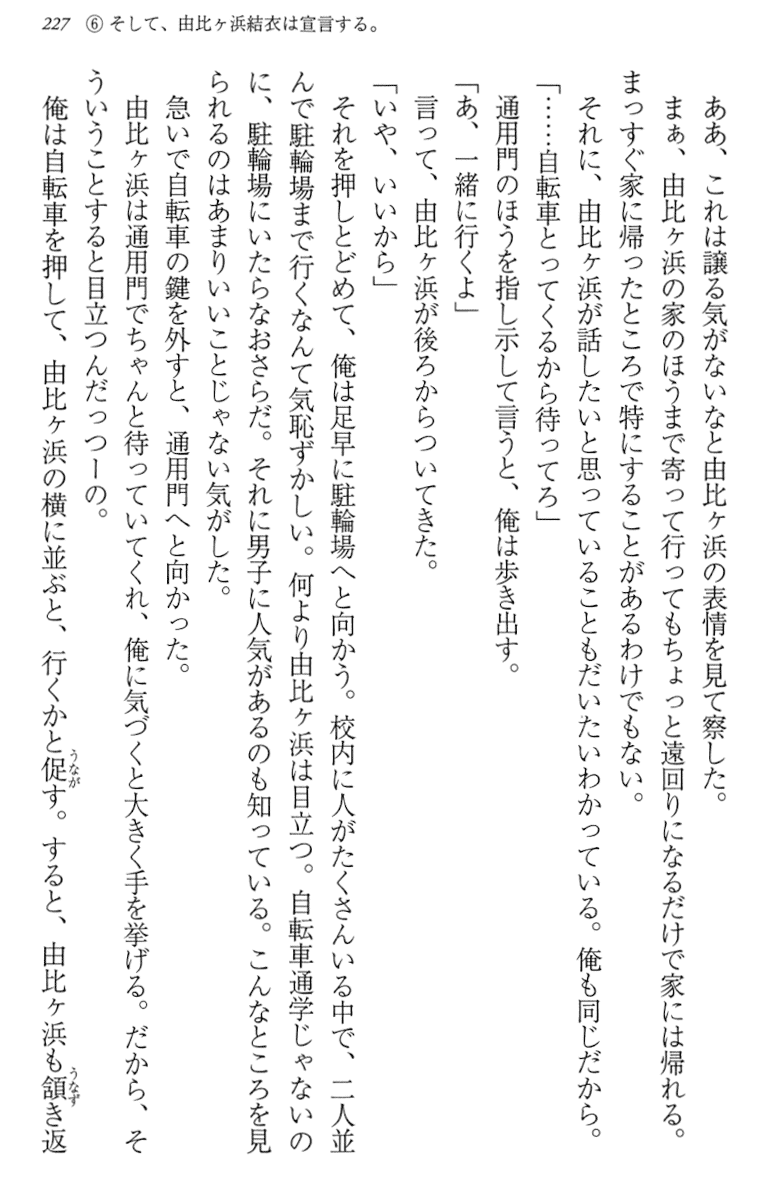 227 ⑥ そして、由比ヶ浜結衣は宣言する。
ああ、これは譲る気がないなと由比ヶ浜の表情を見て察した。
まぁ、由比ヶ浜の家のほうまで寄って行ってもちょっと遠回りになるだけで家には帰れる。
まっすぐ家に帰ったところで特にすることがあるわけでもない。
それに、由比ヶ浜が話したいと思っていることもだいたいわかっている。俺も同じだから。
「……自転車とってくるから待ってろ」
通用門のほうを指し示して言うと、俺は歩き出す。
「あ、一緒に行くよ」
言って、由比ヶ浜が後ろからついてきた。
「いや、いいから」
それを押しとどめて、俺は足早に駐輪場へと向かう。校内に人がたくさんいる中で、二人並
んで駐輪場まで行くなんて気恥ずかしい。何より由比ヶ浜は目立つ。自転車通学じゃないの
に、駐輪場にいたらなおさらだ。それに男子に人気があるのも知っている。こんなところを見
られるのはあまりいいことじゃない気がした。
急いで自転車の鍵を外すと、通用門へと向かった。
由比ヶ浜は通用門でちゃんと待っていてくれ、俺に気づくと大きく手を挙げる。だから、そ
ういうことすると目立つんだっつーの。
俺は自転車を押して、由比ヶ浜の横に並ぶと、行くかと促うながす。すると、由比ヶ浜も頷うなずき返